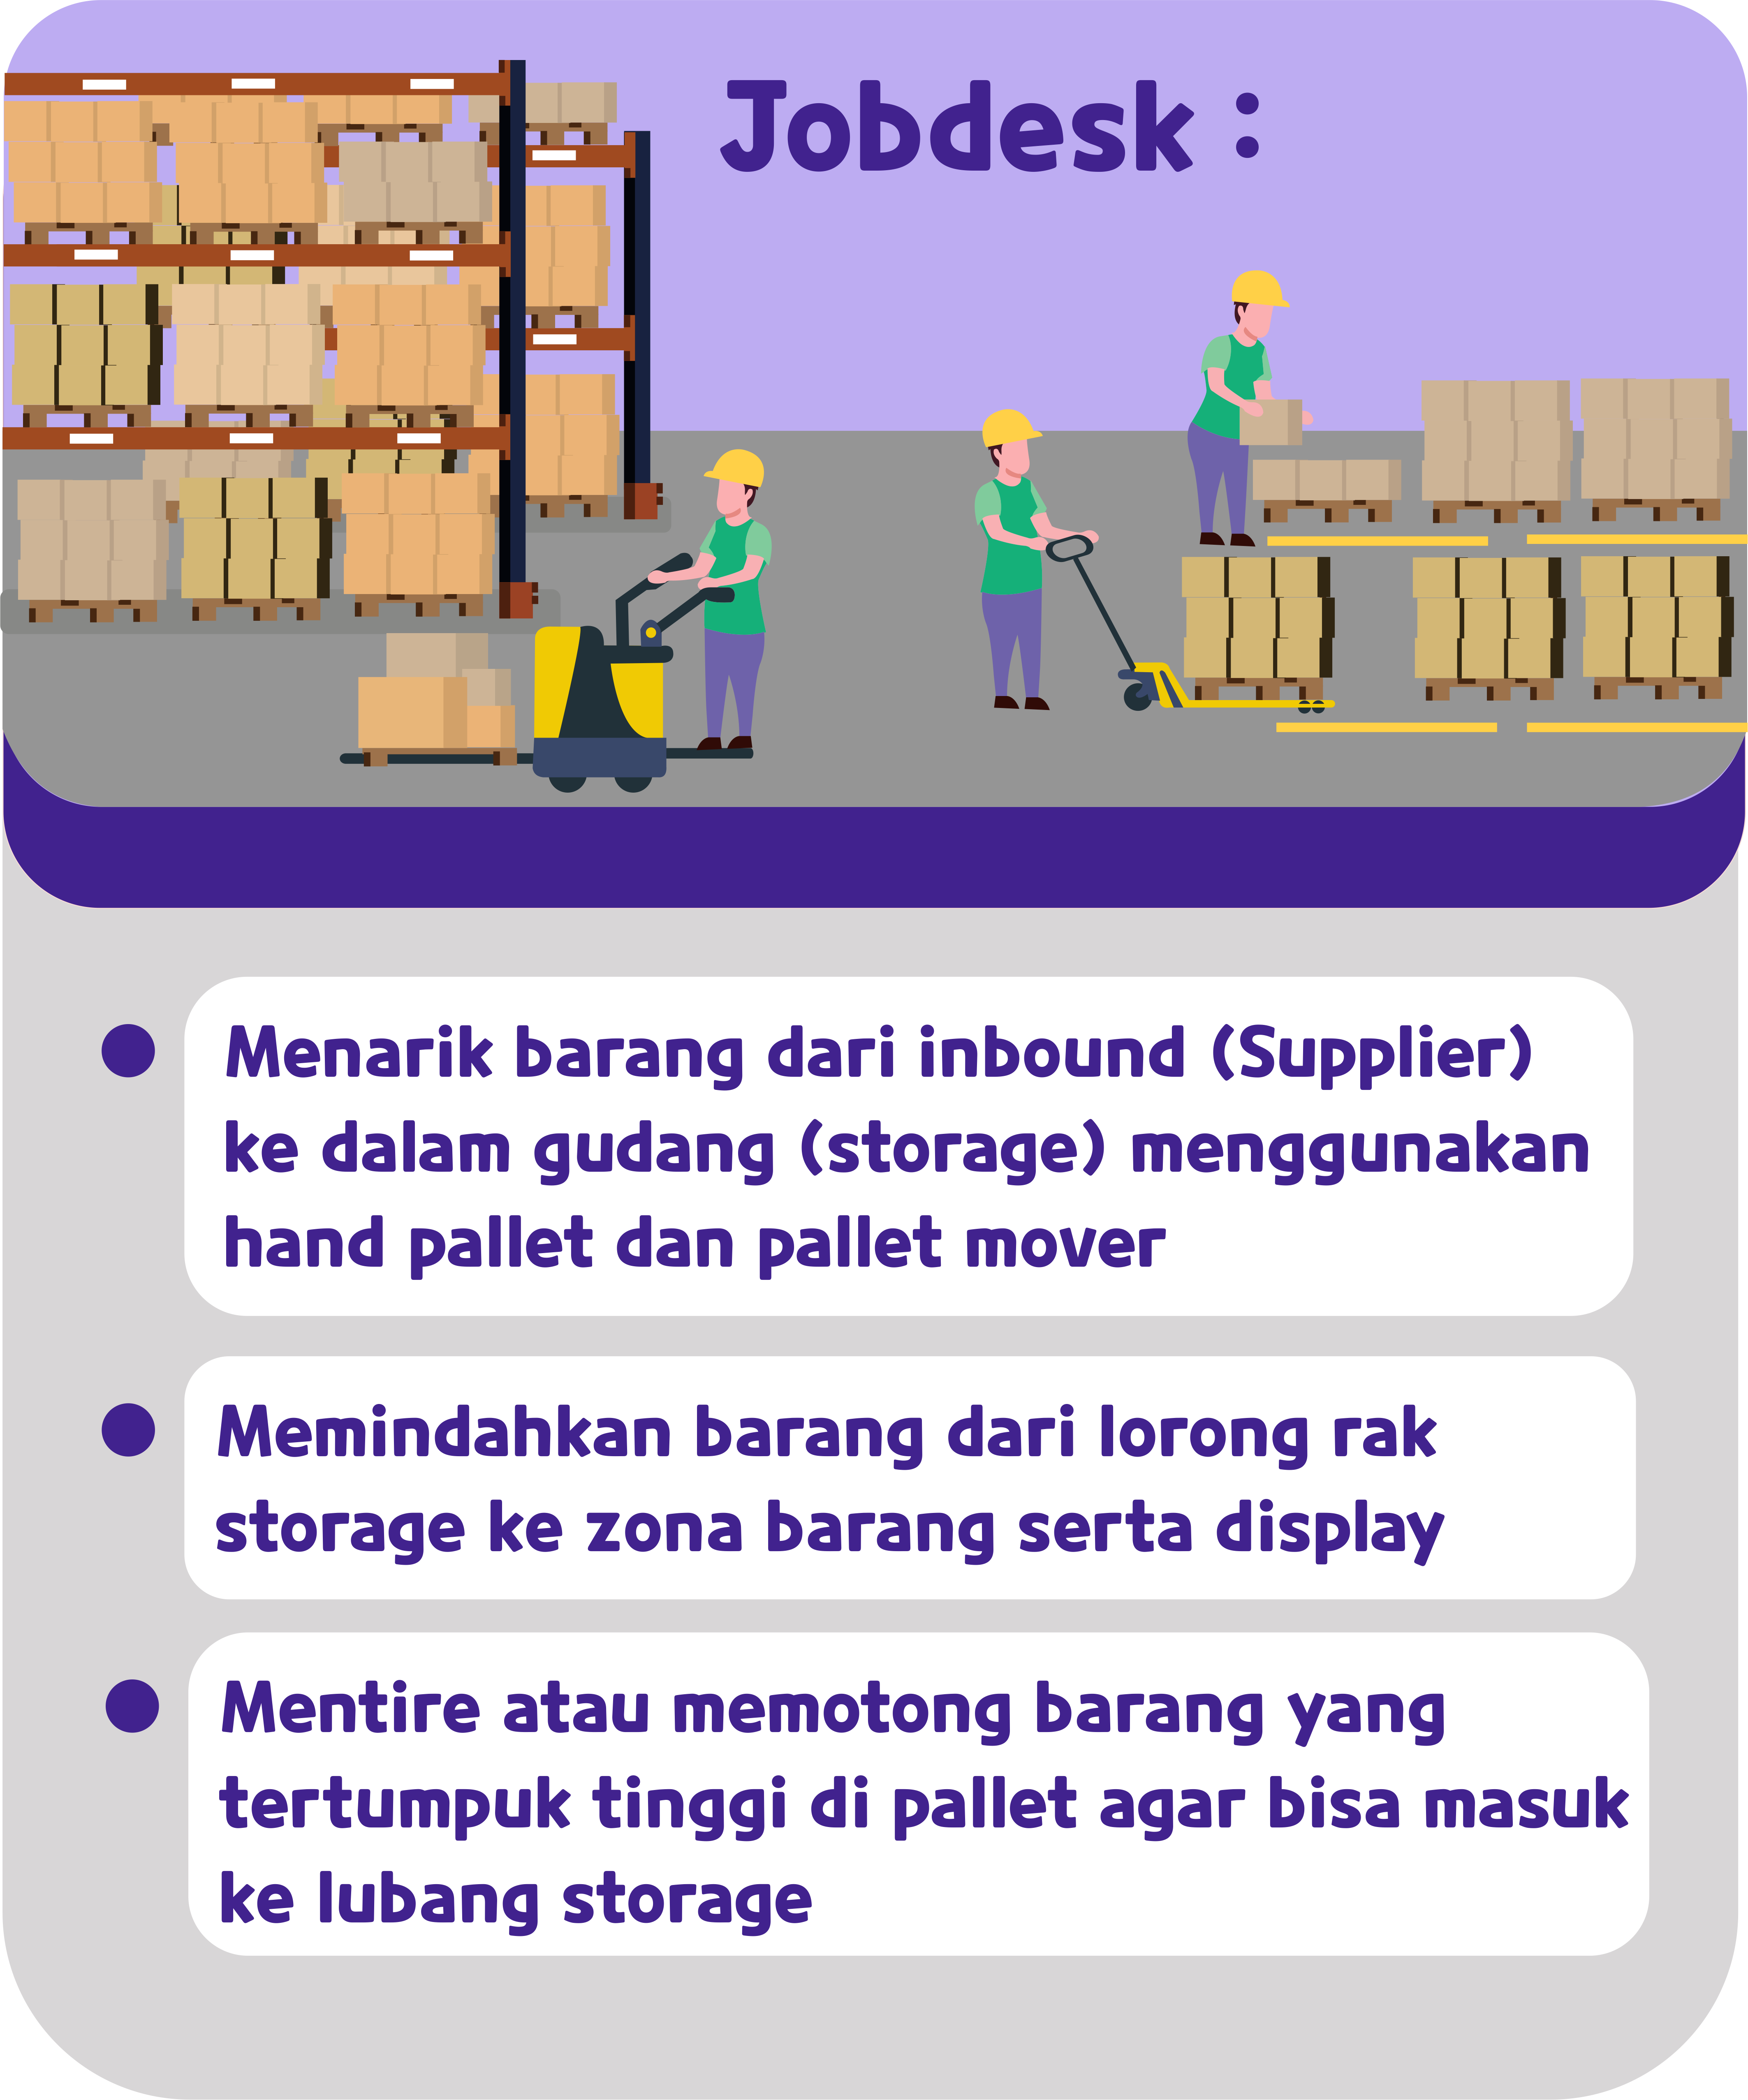 Jobdesk :
Menarik barang dari inbound (Supplier)
ke dalam gudang (storage) menggunakan
hand pallet dan pallet mover
Memindahkan barang dari lorong rak
storage ke zona barang serta display
Mentire atau memotong barang yang
tertumpuk tinggi di pallet agar bisa masuk
ke lubang storage